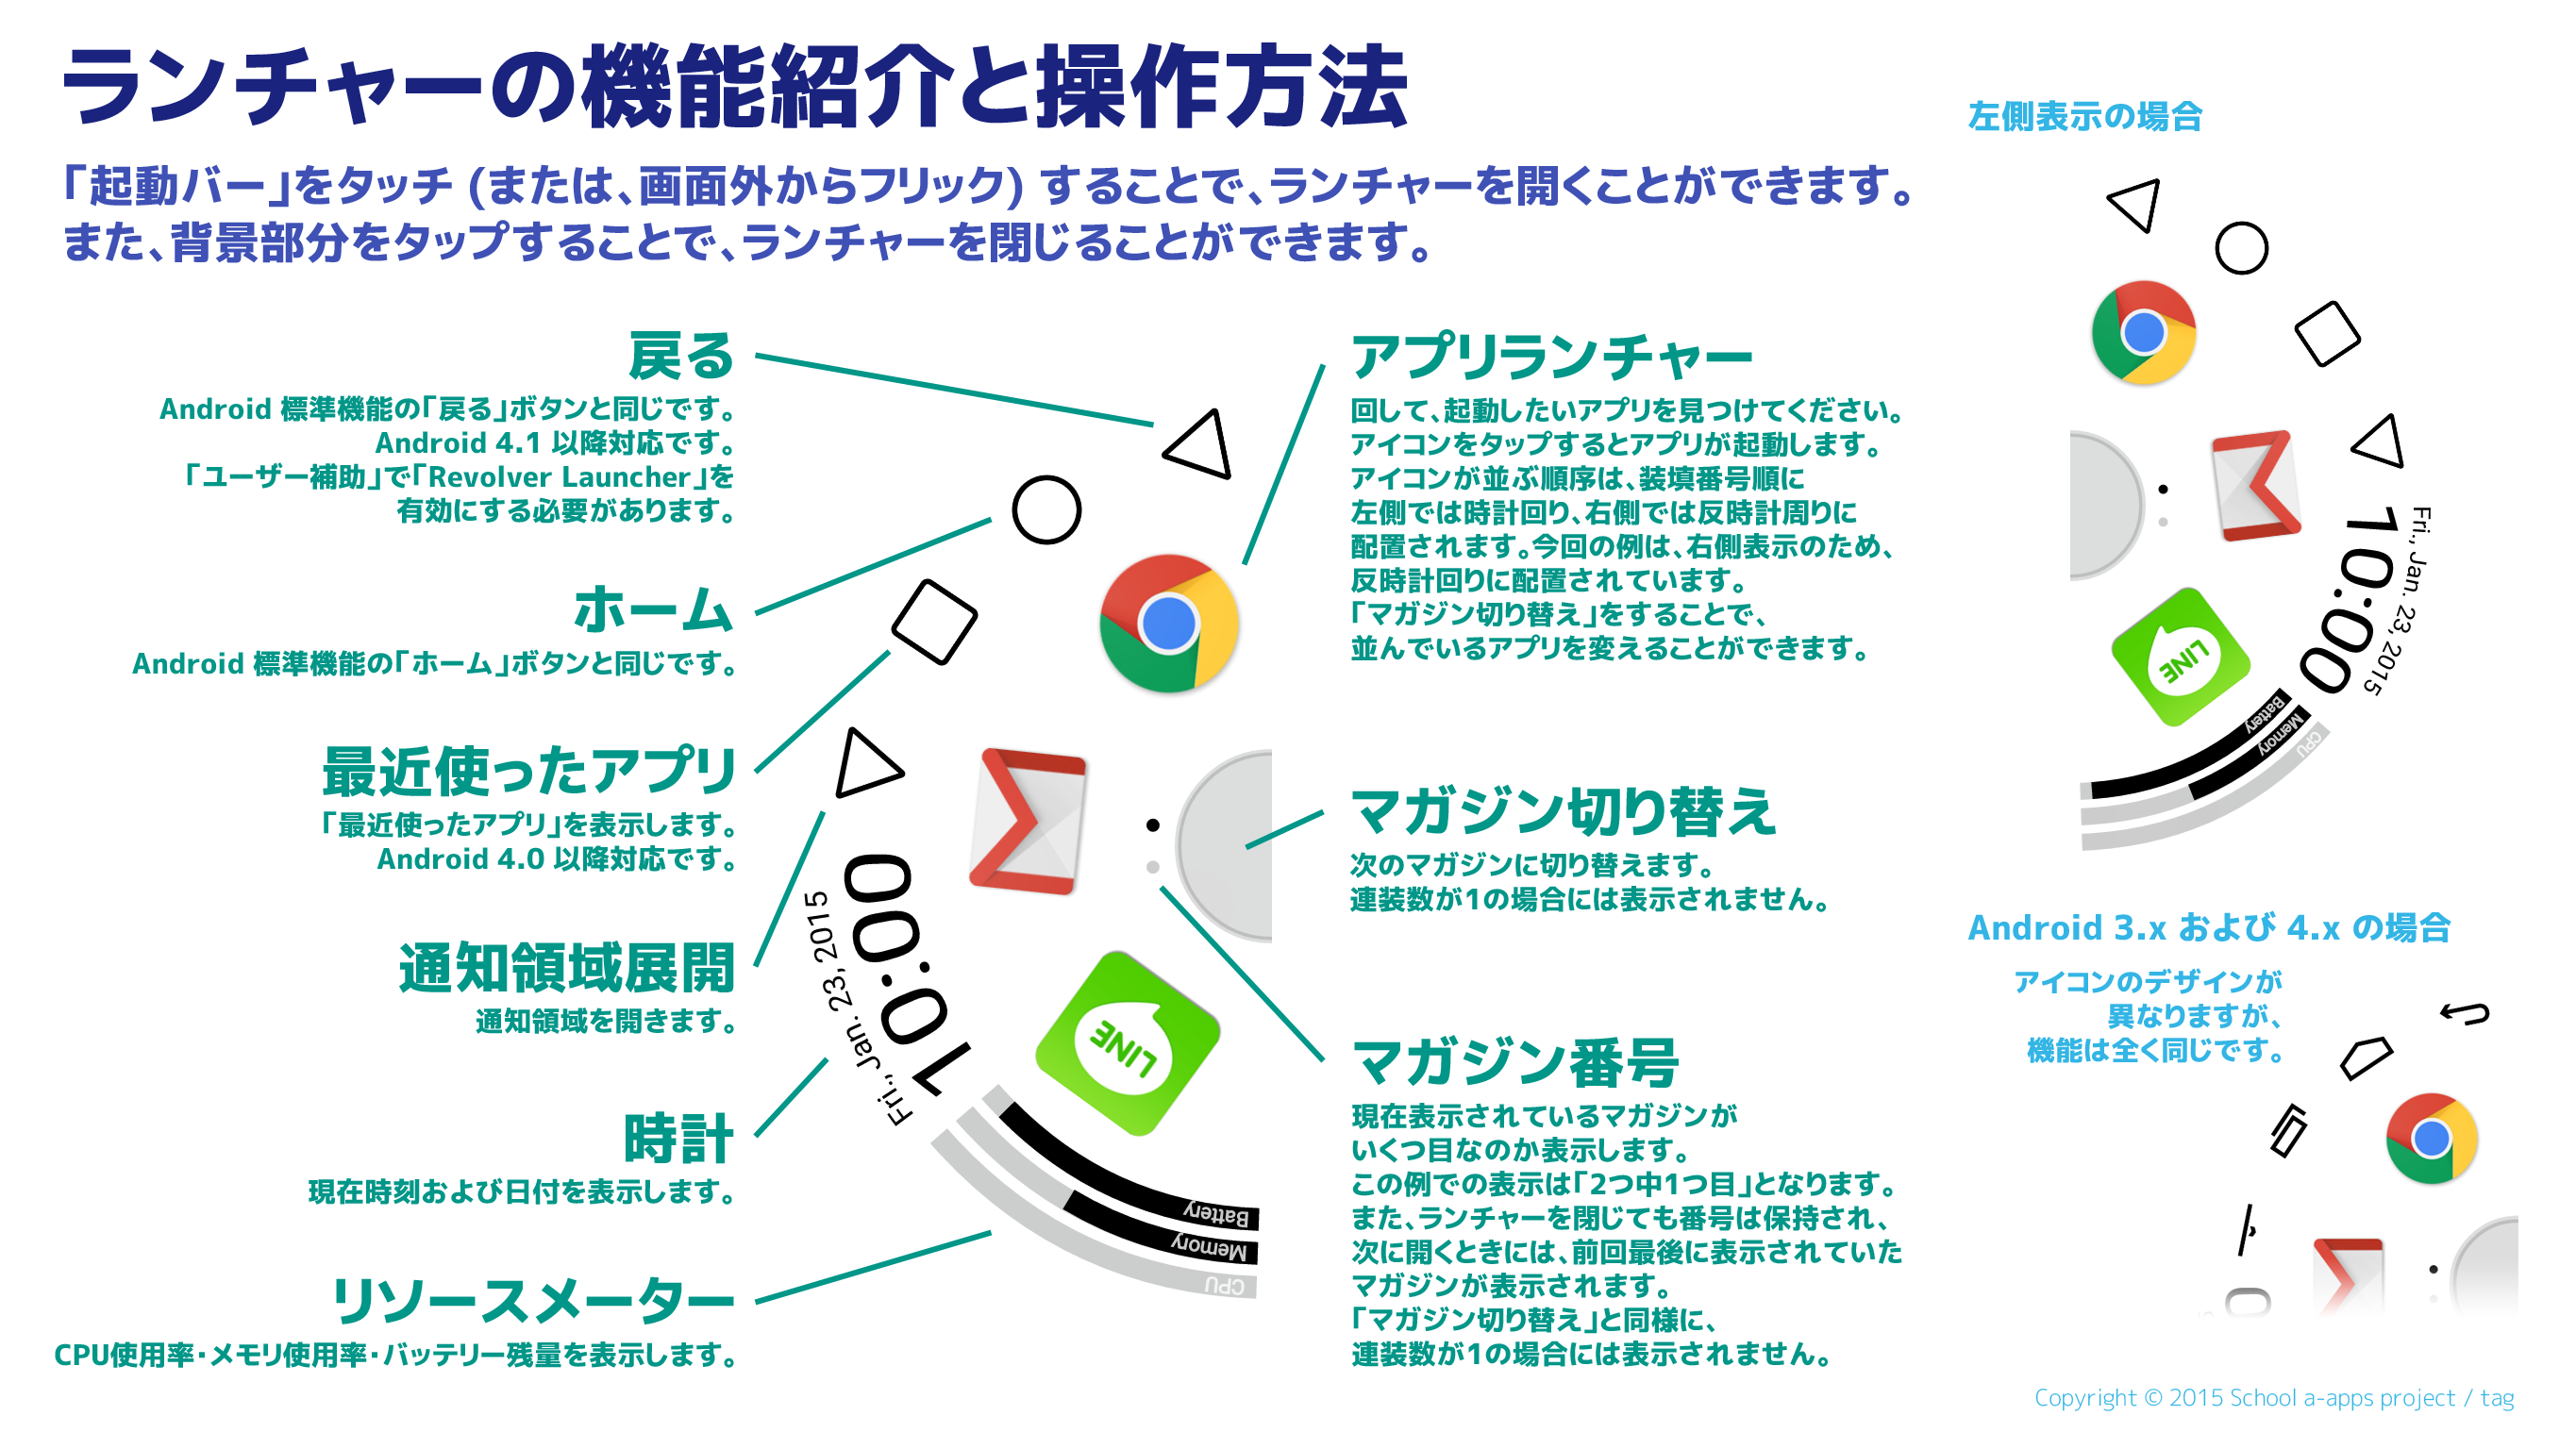 ランチャーの機能紹介と操作方法
「起動バー」をタッチ (または、画面外からフリック) することで、ランチャーを開くことができます。
また、背景部分をタップすることで、ランチャーを閉じることができます。
戻る
Android 標準機能の「戻る」ボタンと同じです。
Android 4.1 以降対応です。
「ユーザー補助」で「Revolver Launcher」を
有効にする必要があります。
ホーム
Android 標準機能の「ホーム」ボタンと同じです。
最近使ったアプリ
「最近使ったアプリ」を表示します。
Android 4.0 以降対応です。
通知領域展開
通知領域を開きます。
時計
現在時刻および日付を表示します。
リソースメーター
CPU使用率・メモリ使用率・バッテリー残量を表示します。
10:00
Fri., Jan. 23, 2015
LINE
Battery
Memory
CPU
アプリランチャー
回して、起動したいアプリを見つけてください。
アイコンをタップするとアプリが起動します。
アイコンが並ぶ順序は、装填番号順に
左側では時計回り、右側では反時計周りに
配置されます。今回の例は、右側表示のため、
反時計回りに配置されています。
「マガジン切り替え」をすることで、
並んでいるアプリを変えることができます。
マガジン切り替え
次のマガジンに切り替えます。
連装数が1の場合には表示されません。
マガジン番号
現在表示されているマガジンが
いくつ目なのか表示します。
この例での表示は「2つ中1つ目」となります。
また、ランチャーを閉じても番号は保持され、
次に開くときには、前回最後に表示されていた
マガジンが表示されます。
「マガジン切り替え」と同様に、
連装数が1の場合には表示されません。
左側表示の場合
Fri., Jan. 23, 2015
10:00
LINE
Battery
Memory
CPU
Android 3.x および 4.x の場合
アイコンのデザインが
異なりますが、
機能は全く同じです。
0
Copyright © 2015 School a-apps project / tag